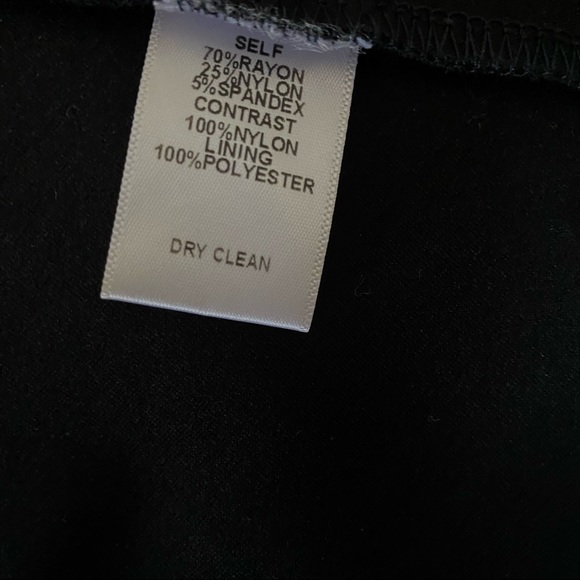 SELF
70%RAYON
25%NYLON
5%SPANDEX
CONTRAST
100%NYLON
LINING
100%POLYESTER
DRY CLEAN